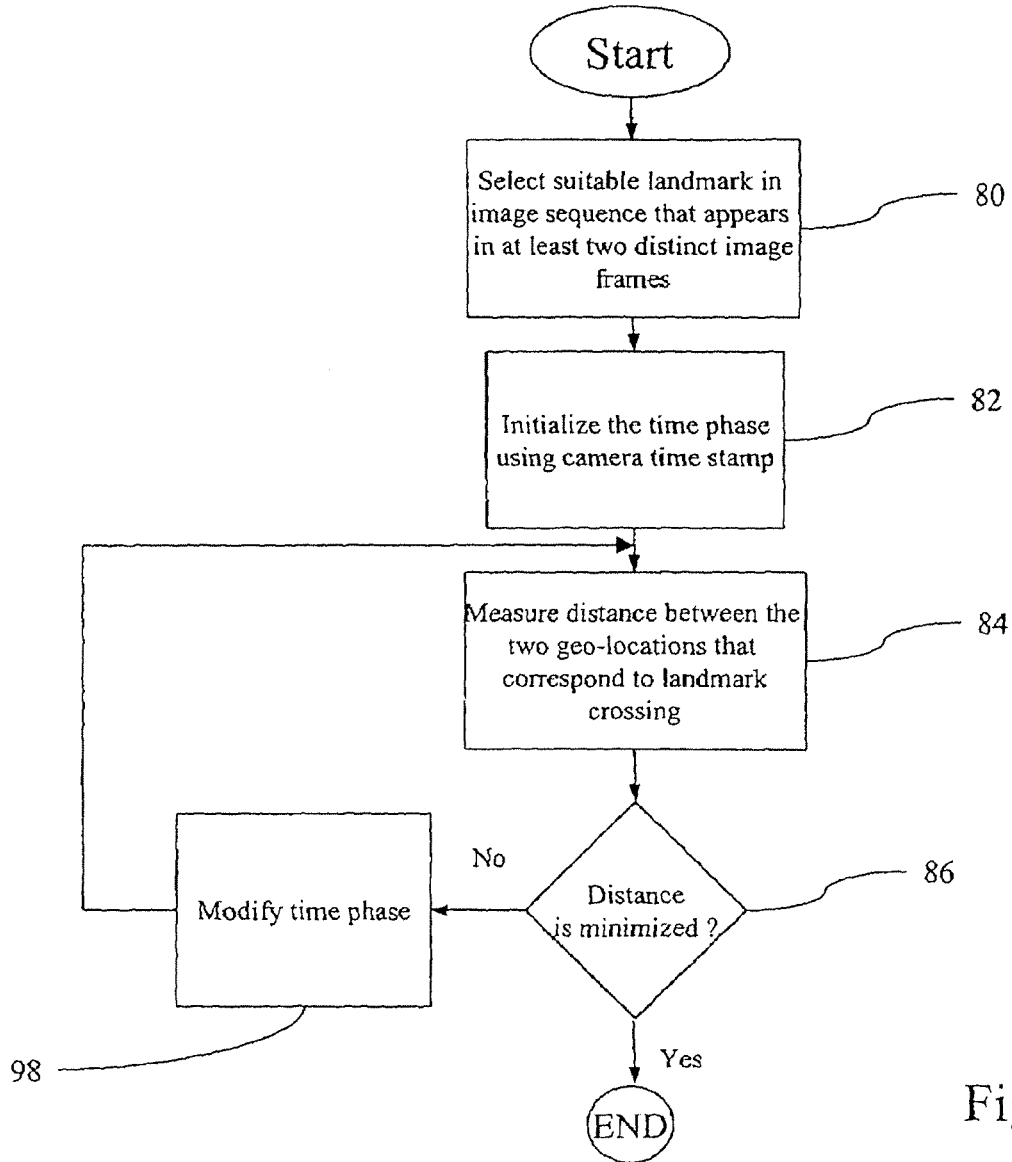 Start
Select suitable landmark in
image sequence that appears
in at least two distinct image
frames
80
Initialize the time phase
using camera time stamp
82
Measure distance between the
two geo-locations that
correspond to landmark
crossing
84
Distance
is minimized ?
86
No
Modify time phase
98
Yes
END